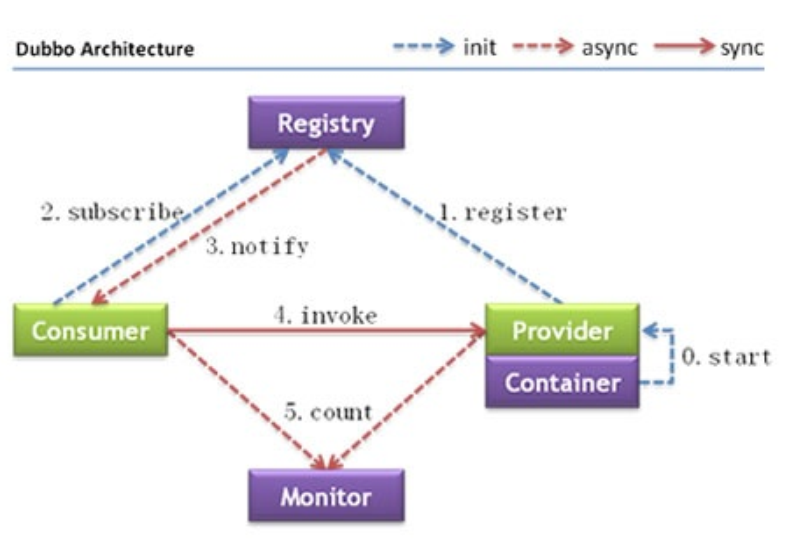 Dubbo Architecture
init
async
sync
Registry
2. subscribe
1. register
3. notify
Consumer
4. invoke
Provider
0. start
Container
5. count
Monitor